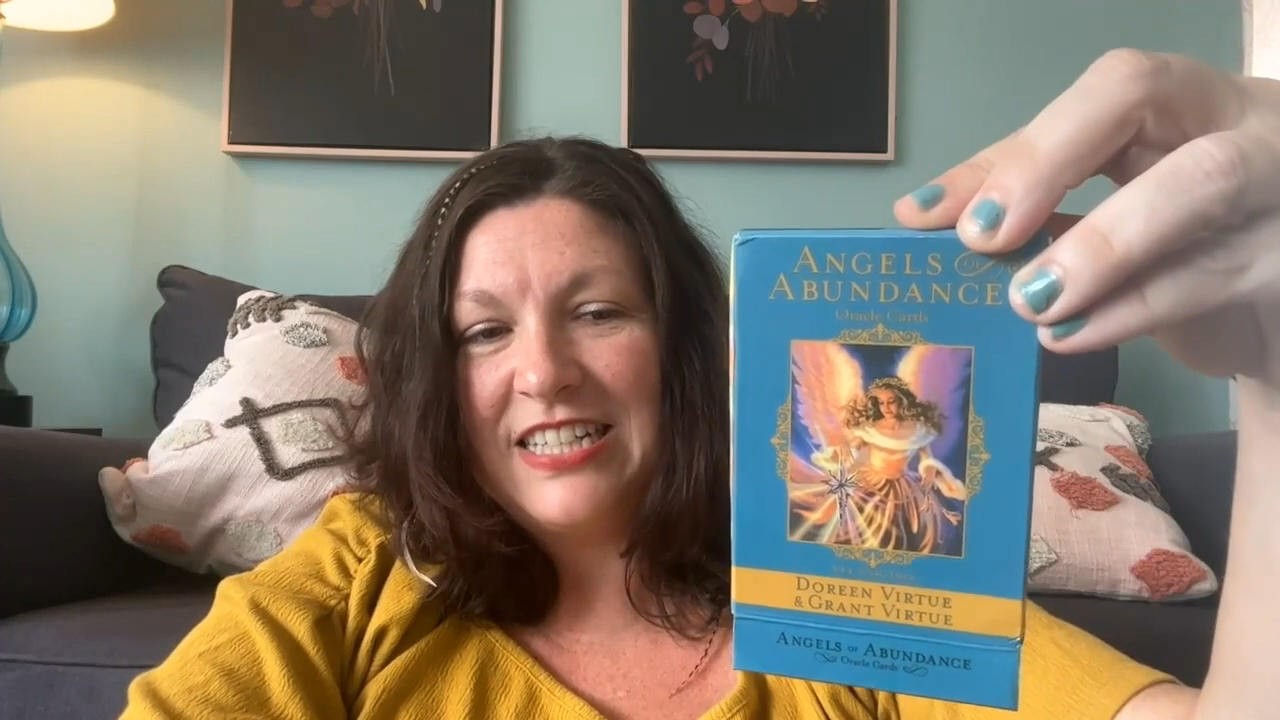 ANGELS OF
ABUNDANCE
Oracle Cards
DOREEN VIRTUE
& GRANT VIRTUE
ANGELS OF ABUNDANCE
Oracle Cards